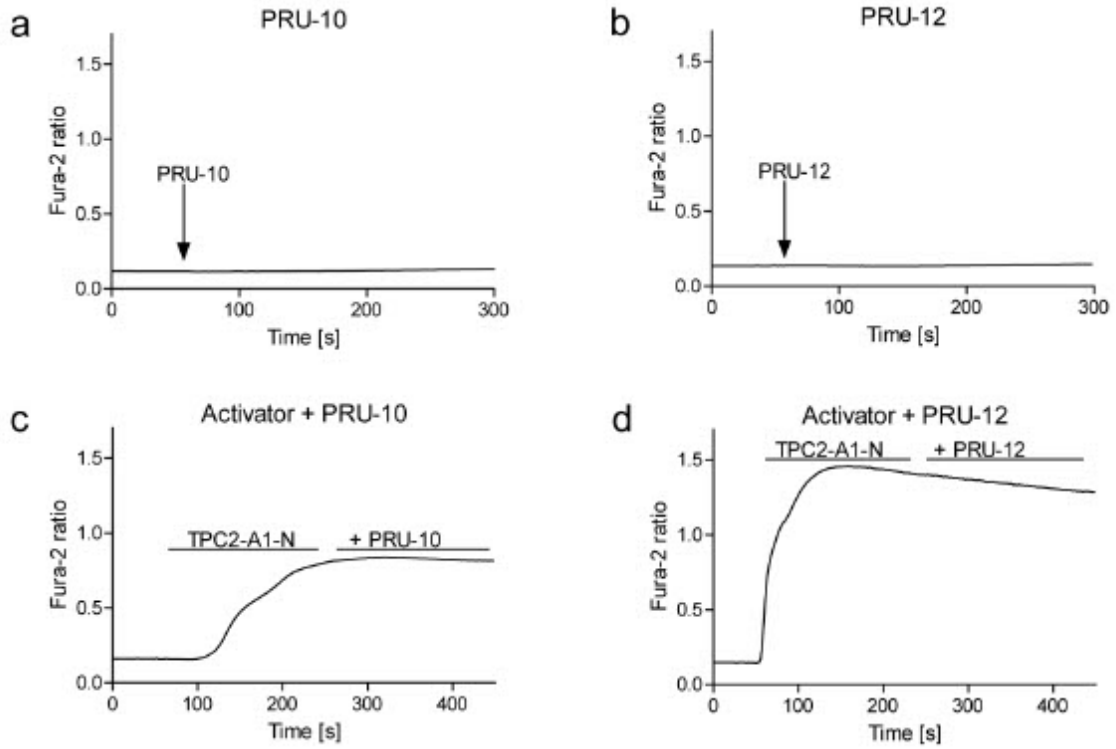 a
PRU-10
Fura-2 ratio
1.5
1.0
0.5
0.0
PRU-10
0
100
200
300
Time [s]
b
PRU-12
Fura-2 ratio
1.5
1.0
0.5
0.0
PRU-12
0
100
200
300
Time [s]
c
Activator + PRU-10
Fura-2 ratio
1.5
1.0
0.5
0.0
TPC2-A1-N
+ PRU-10
0
100
200
300
400
Time [s]
d
Activator + PRU-12
Fura-2 ratio
1.5
1.0
0.5
0.0
TPC2-A1-N
+ PRU-12
0
100
200
300
400
Time [s]